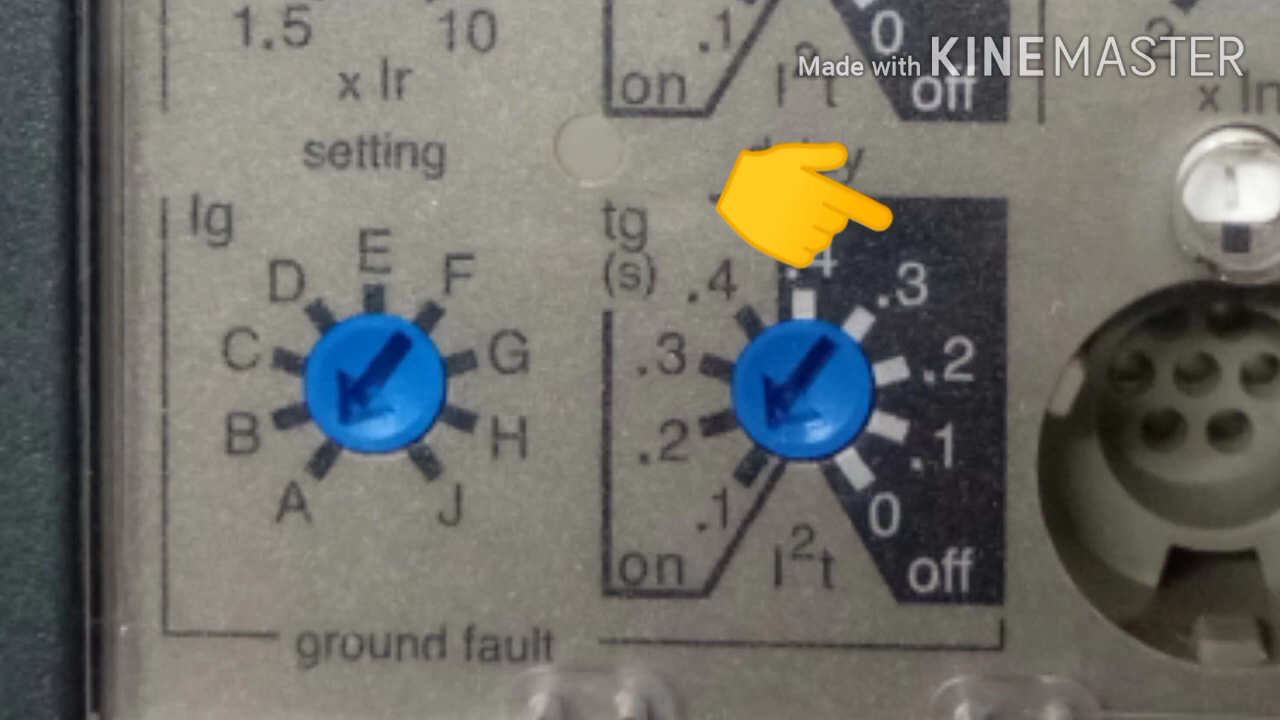 1.5 10 .1 0 .2
x Ir on I²t off x In
Made with KINEMASTER
setting
Ig tg
(s)
E
D F .4 .4 .3
C G .3 .2
B H .2 .1
A J .1 0
on I²t off
ground fault